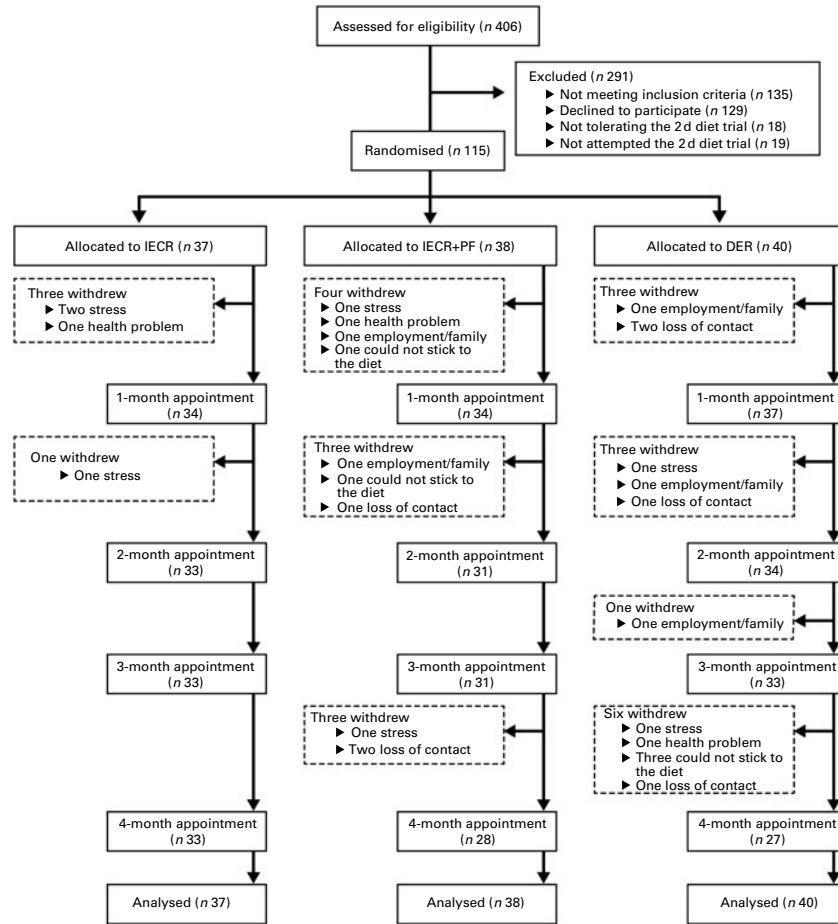 Assessed for eligibility (n 406)
Excluded (n 291)
▶ Not meeting inclusion criteria (n 135)
▶ Declined to participate (n 129)
▶ Not tolerating the 2 d diet trial (n 18)
▶ Not attempted the 2 d diet trial (n 19)
Randomised (n 115)
Allocated to IECR (n 37)
Allocated to IECR+PF (n 38)
Allocated to DER (n 40)
Three withdrew
▶ Two stress
▶ One health problem
Four withdrew
▶ One stress
▶ One health problem
▶ One employment/family
▶ One could not stick to
the diet
Three withdrew
▶ One employment/family
▶ Two loss of contact
1-month appointment
(n 34)
1-month appointment
(n 34)
1-month appointment
(n 37)
One withdrew
▶ One stress
Three withdrew
▶ One employment/family
▶ One could not stick to
the diet
▶ One loss of contact
Three withdrew
▶ One stress
▶ One employment/family
▶ One loss of contact
2-month appointment
(n 33)
2-month appointment
(n 31)
2-month appointment
(n 34)
One withdrew
▶ One employment/family
3-month appointment
(n 33)
3-month appointment
(n 31)
3-month appointment
(n 33)
Three withdrew
▶ One stress
▶ Two loss of contact
Six withdrew
▶ One stress
▶ One health problem
▶ Three could not stick to
the diet
▶ One loss of contact
4-month appointment
(n 33)
4-month appointment
(n 28)
4-month appointment
(n 27)
Analysed (n 37)
Analysed (n 38)
Analysed (n 40)